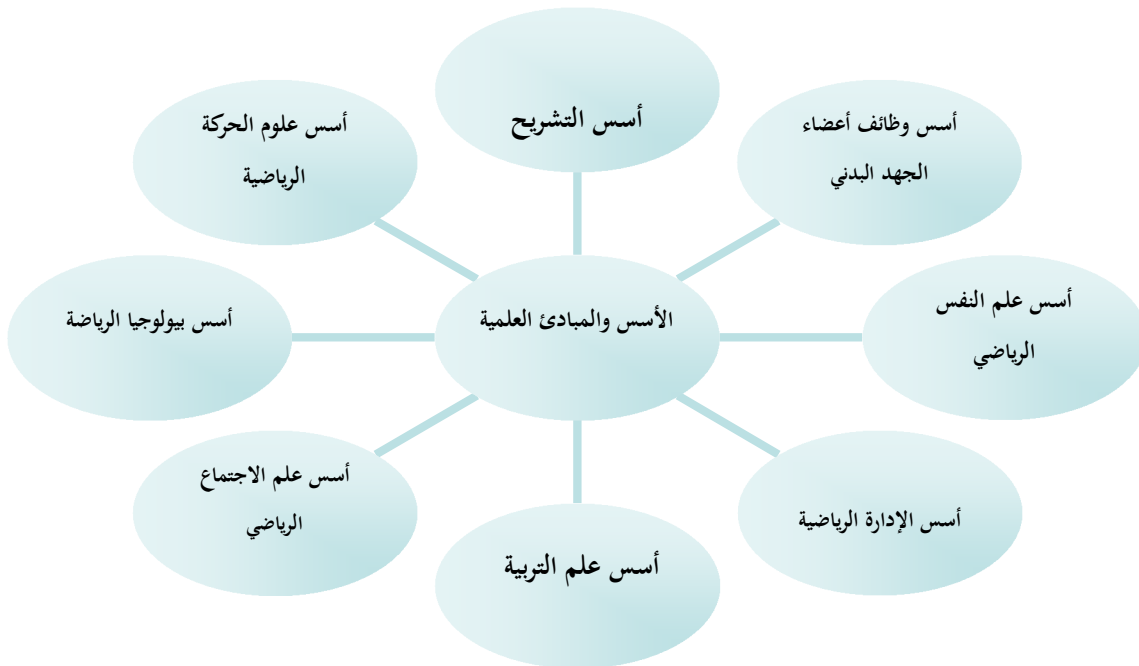 أسس التشريح
أسس وظائف أعضاء
الجهد البدني
أسس علوم الحركة
الرياضية
أسس علم النفس
الرياضي
الأسس والمبادئ العلمية
أسس بيولوجيا الرياضة
أسس الإدارة الرياضية
أسس علم الاجتماع
الرياضي
أسس علم التربية